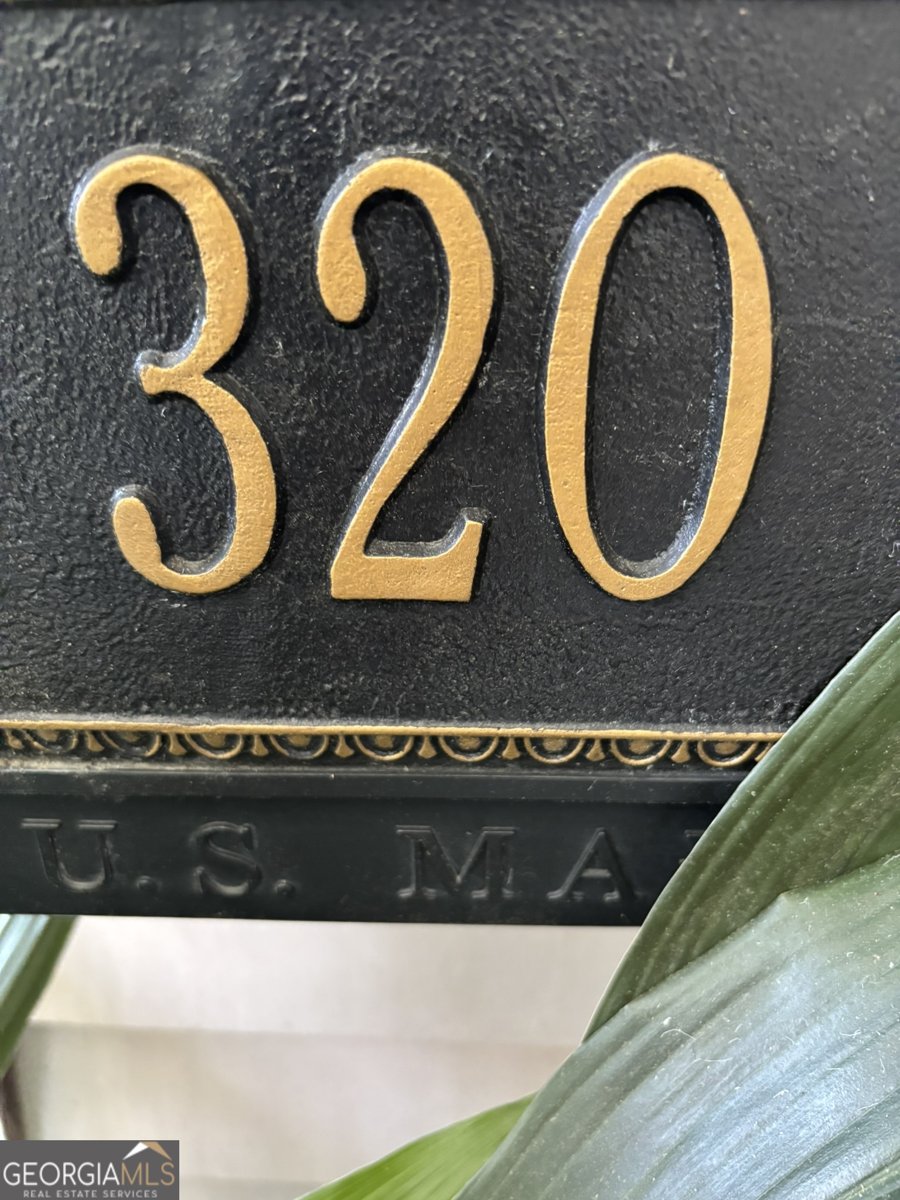 320
U.S. MA
GEORGIAMLS
REAL ESTATE SERVICES